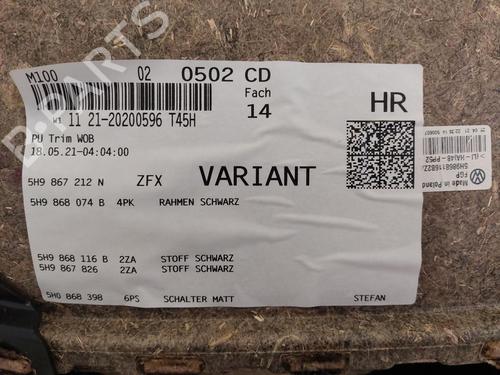 M100 02 0502 CD
Fach
14
HR
11 21-20200596 T45H
PU Trim WOB
18.05.21-04:04:00
5H9 867 212 N ZFX VARIANT
5H9 868 074 B 4PK RAHMEN SCHWARZ
5H9 868 116 B 2ZA STOFF SCHWARZ
5H9 867 826 2ZA STOFF SCHWARZ
5H0 868 398 6PS SCHALTER MATT STEFAN
Made in Poland
FGP
B-PARTS